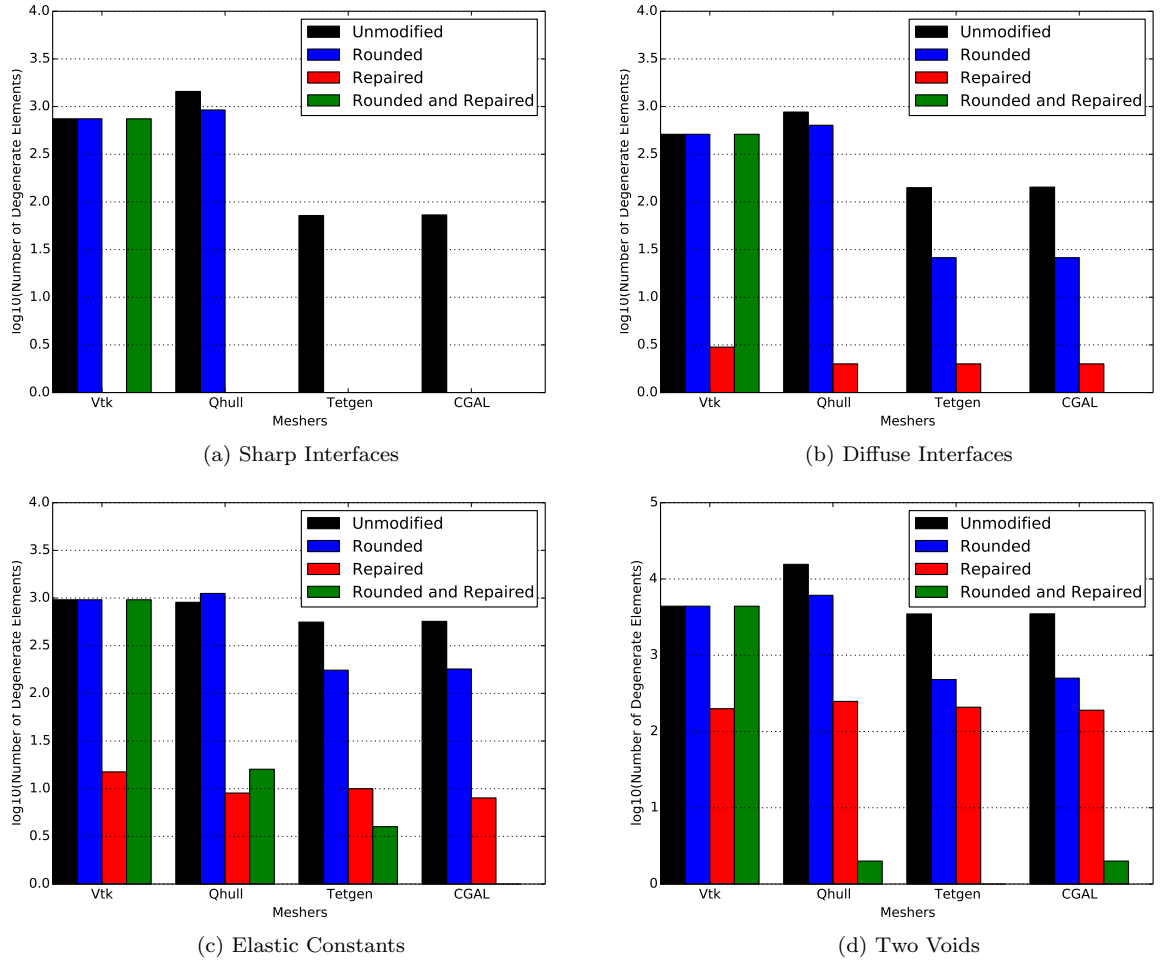 4.0
3.5
3.0
2.5
2.0
1.5
1.0
0.5
0.0
log10(Number of Degenerate Elements)
Unmodified
Rounded
Repaired
Rounded and Repaired
Vtk Qhull Tetgen CGAL
Meshers
(a) Sharp Interfaces
4.0
3.5
3.0
2.5
2.0
1.5
1.0
0.5
0.0
log10(Number of Degenerate Elements)
Unmodified
Rounded
Repaired
Rounded and Repaired
Vtk Qhull Tetgen CGAL
Meshers
(b) Diffuse Interfaces
4.0
3.5
3.0
2.5
2.0
1.5
1.0
0.5
0.0
log10(Number of Degenerate Elements)
Unmodified
Rounded
Repaired
Rounded and Repaired
Vtk Qhull Tetgen CGAL
Meshers
(c) Elastic Constants
5
4
3
2
1
0
log10(Number of Degenerate Elements)
Unmodified
Rounded
Repaired
Rounded and Repaired
Vtk Qhull Tetgen CGAL
Meshers
(d) Two Voids